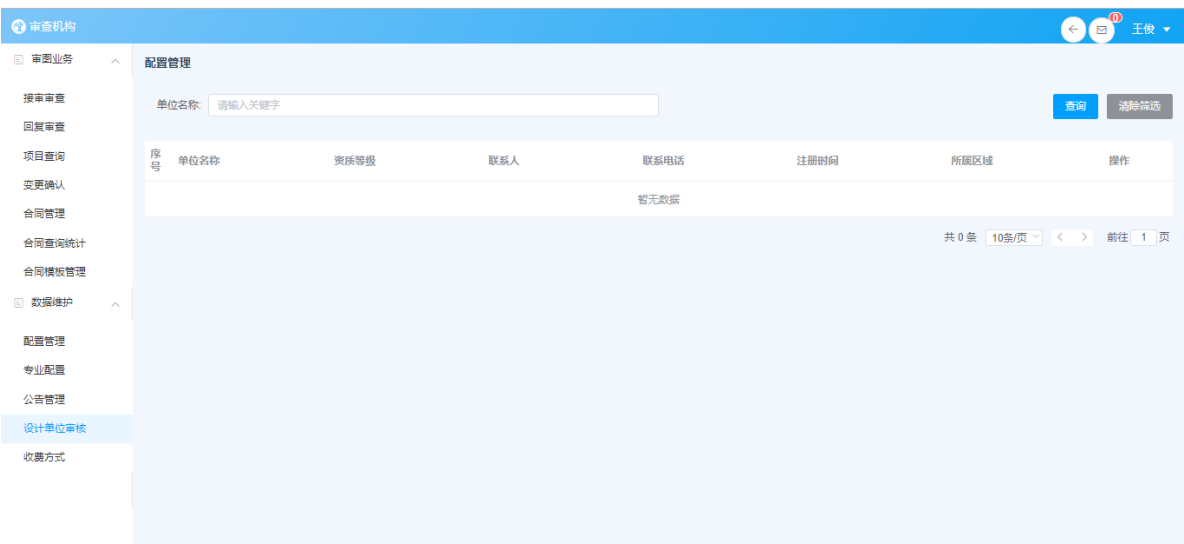 审查机构
0
王俊
审图业务
接审审查
回复审查
项目查询
变更确认
合同管理
合同查询统计
合同模板管理
数据维护
配置管理
专业配置
公告管理
设计单位审核
收费方式
配置管理
单位名称: 请输入关键字 查询 清除筛选
序号 单位名称 资质等级 联系人 联系电话 注册时间 所属区域 操作
暂无数据
共 0 条 10条/页 前往 1 页